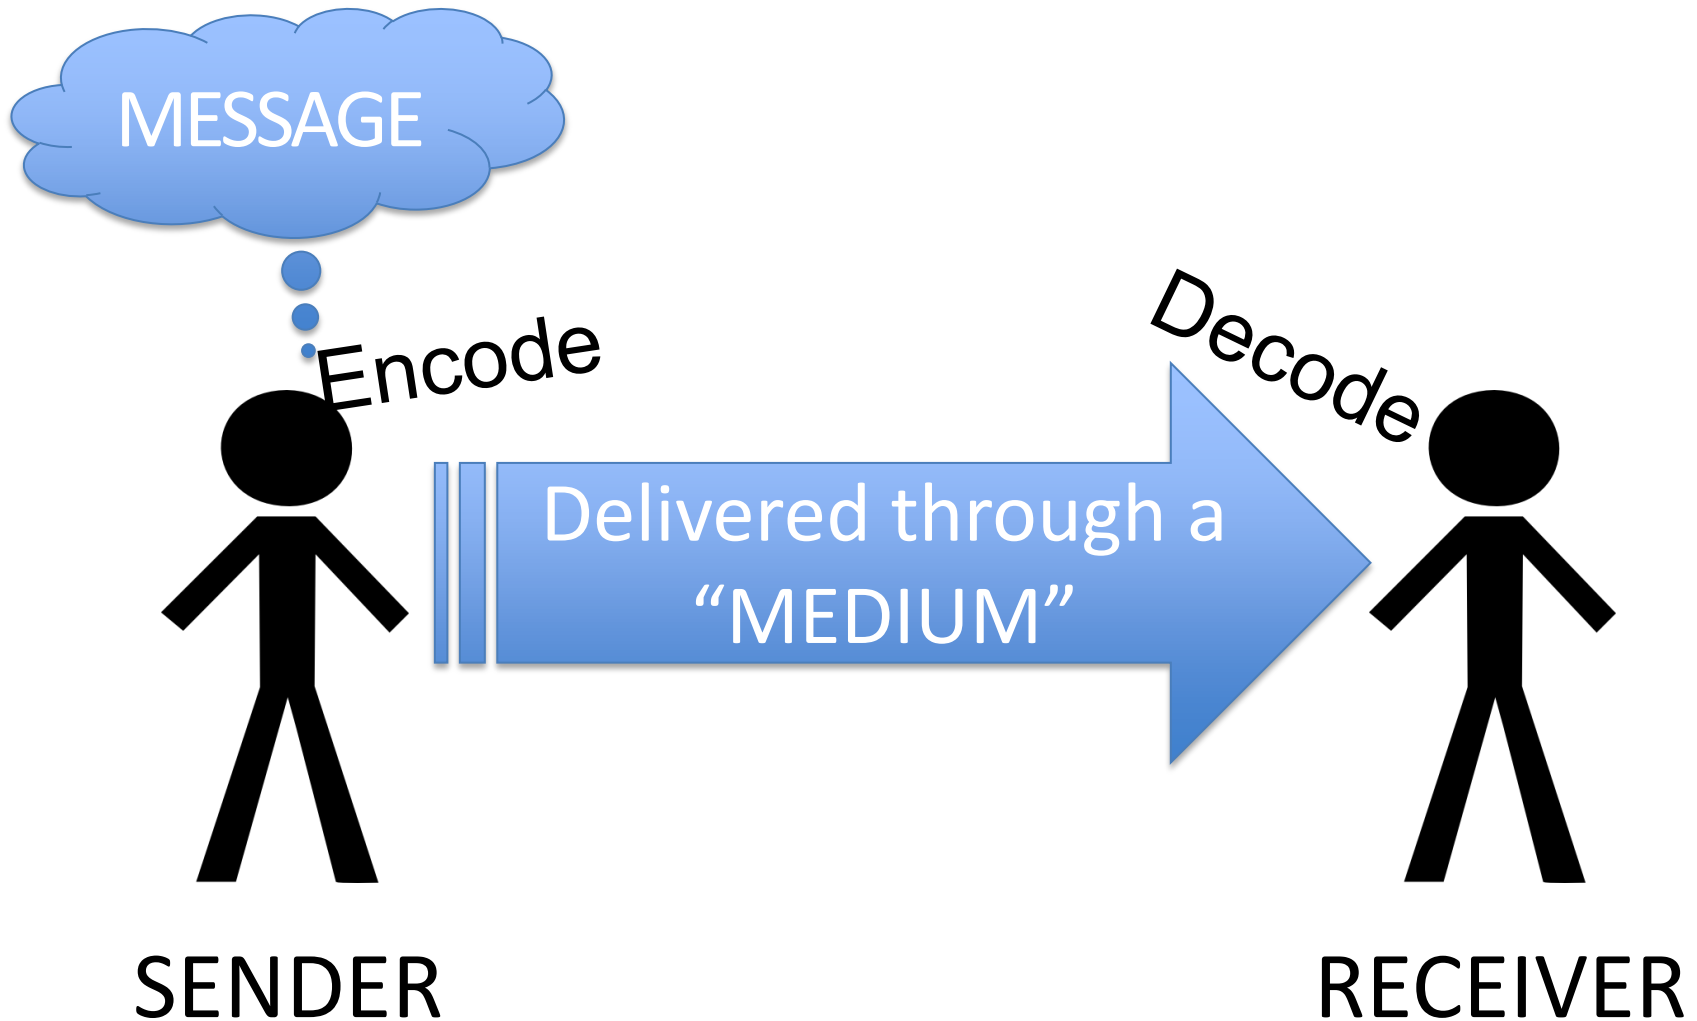 MESSAGE
Encode
Decode
Delivered through a
“MEDIUM”
SENDER
RECEIVER